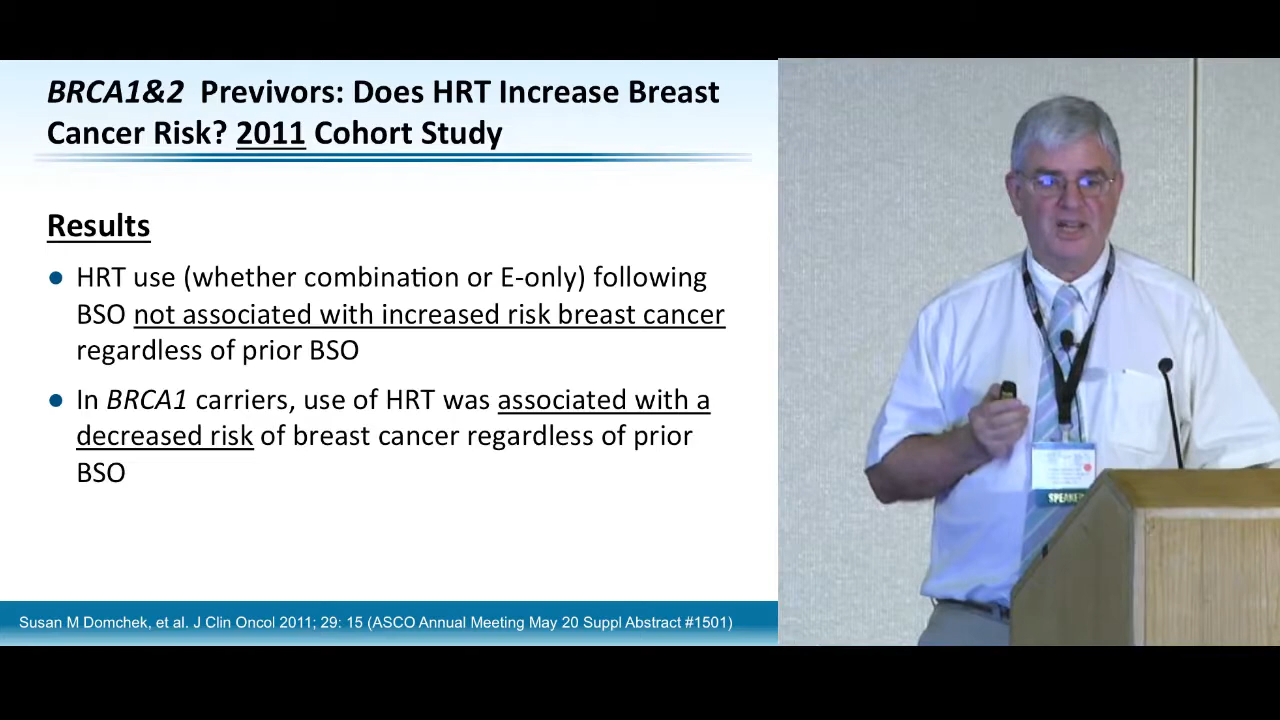 BRCA1&2 Previvors: Does HRT Increase Breast
Cancer Risk? 2011 Cohort Study
Results
● HRT use (whether combination or E-only) following
BSO not associated with increased risk breast cancer
regardless of prior BSO
● In BRCA1 carriers, use of HRT was associated with a
decreased risk of breast cancer regardless of prior
BSO
Susan M Domchek, et al. J Clin Oncol 2011; 29: 15 (ASCO Annual Meeting May 20 Suppl Abstract #1501)
SPEAKER